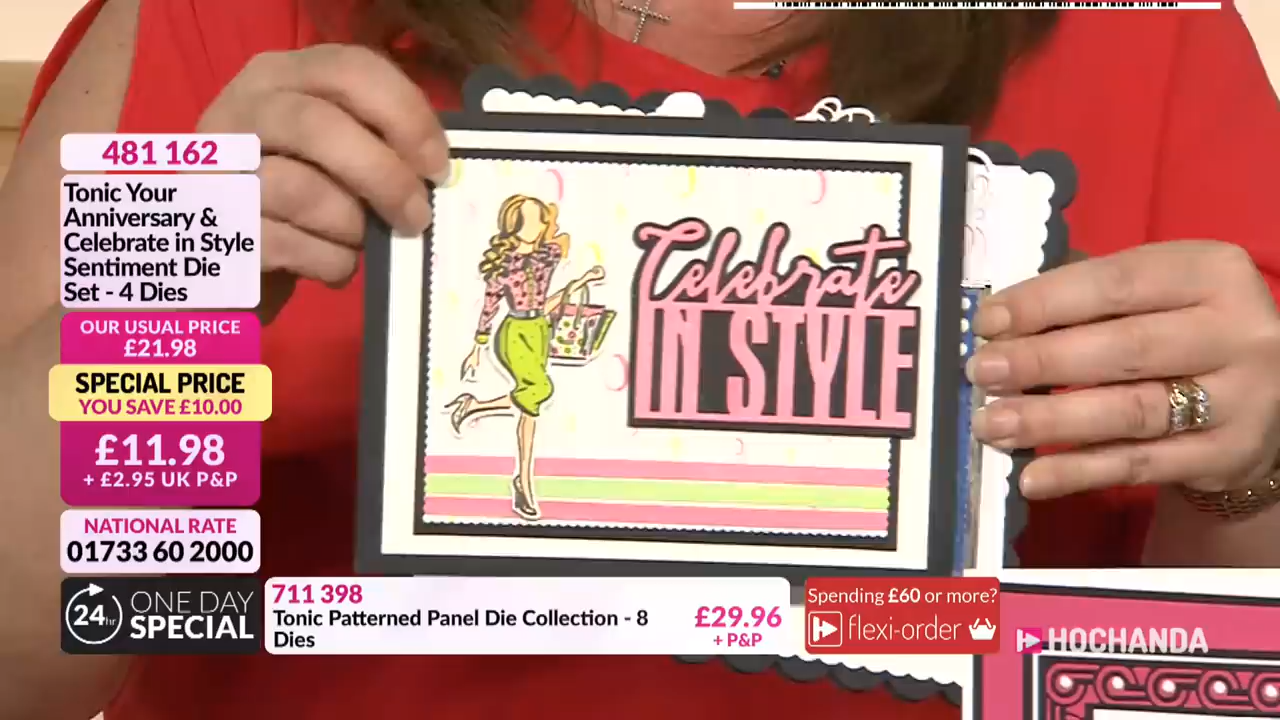 481 162
Tonic Your
Anniversary &
Celebrate in Style
Sentiment Die
Set - 4 Dies
OUR USUAL PRICE
£21.98
SPECIAL PRICE
YOU SAVE £10.00
£11.98
+ £2.95 UK P&P
NATIONAL RATE
01733 60 2000
24hr
ONE DAY
SPECIAL
711 398
Tonic Patterned Panel Die Collection - 8
Dies
£29.96
+ P&P
Spending £60 or more?
flexi-order
HOCHANDA
Celebrate
IN STYLE